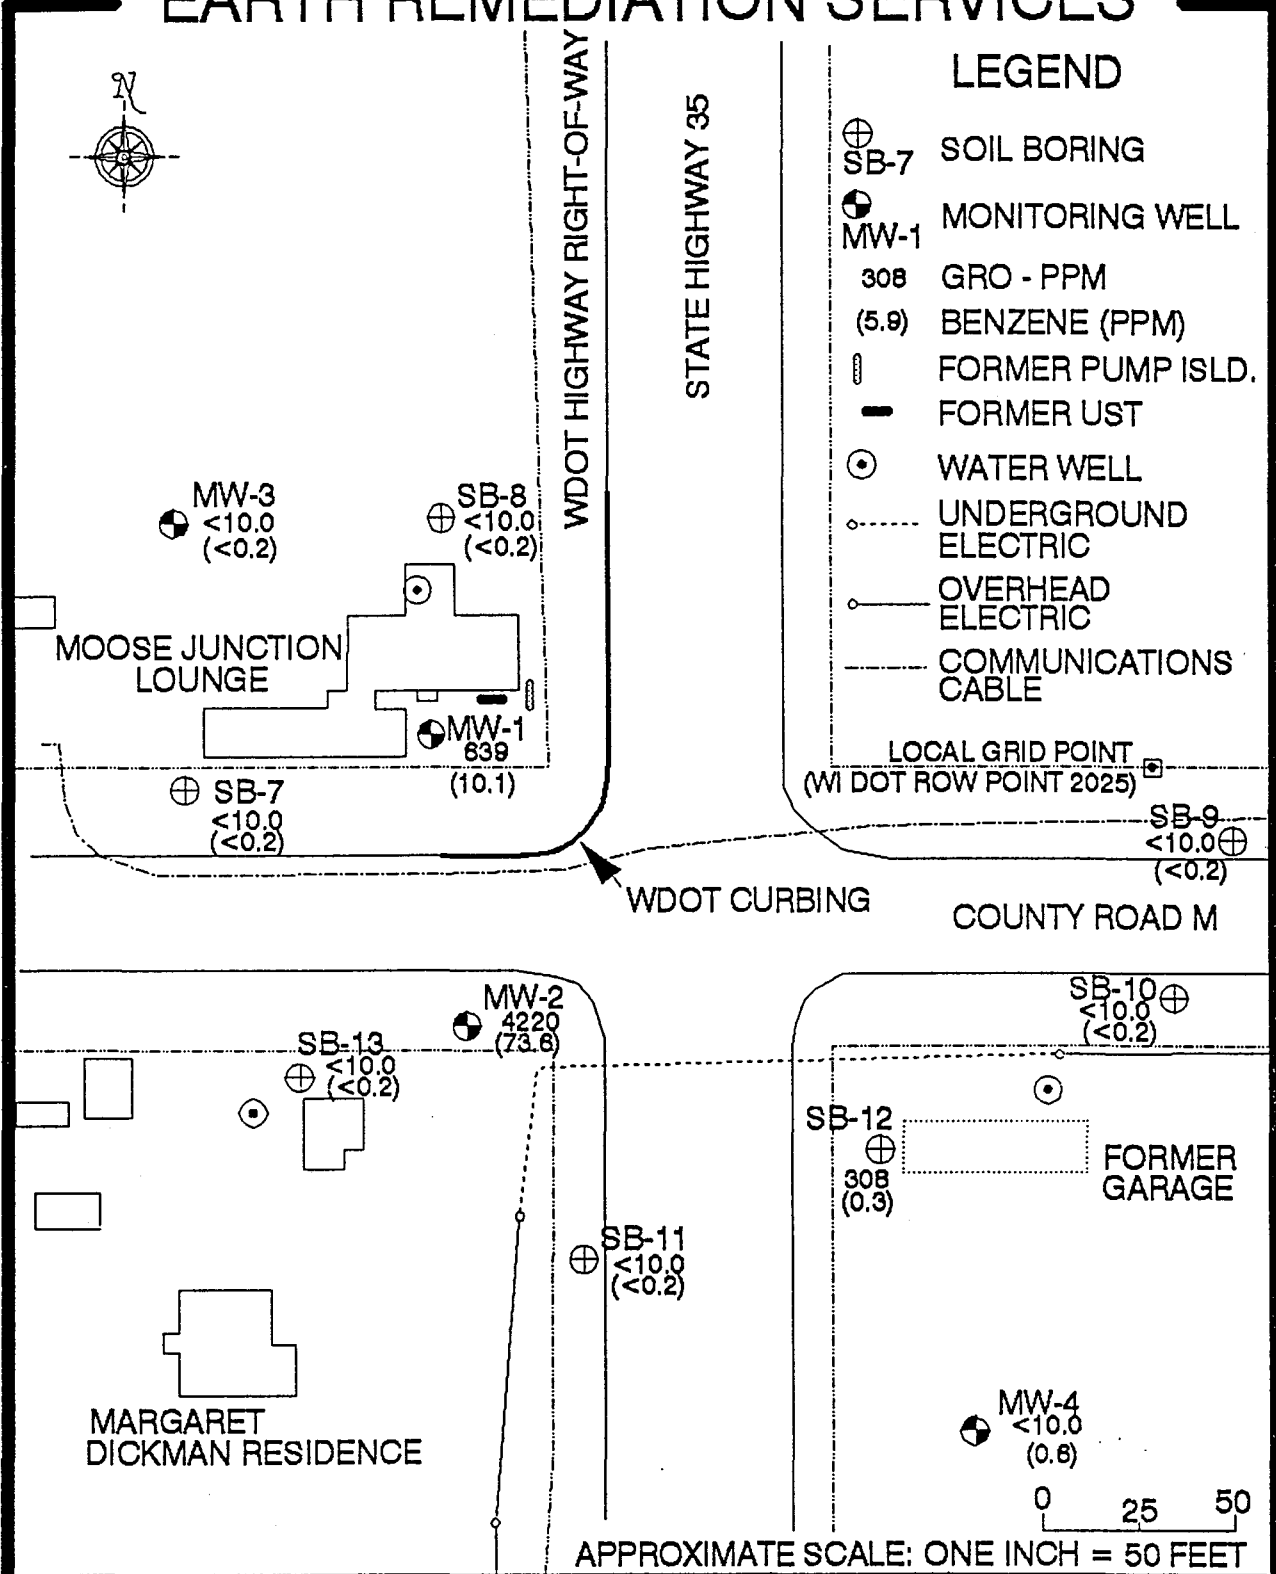 EARTH REMEDIATION SERVICES
N
WDOT HIGHWAY RIGHT-OF-WAY
STATE HIGHWAY 35
LEGEND
SB-7 SOIL BORING
MW-1 MONITORING WELL
308 GRO - PPM
(5.9) BENZENE (PPM)
FORMER PUMP ISLD.
FORMER UST
WATER WELL
UNDERGROUND
ELECTRIC
OVERHEAD
ELECTRIC
COMMUNICATIONS
CABLE
MW-3
<10.0
(<0.2)
SB-8
<10.0
(<0.2)
MOOSE JUNCTION
LOUNGE
MW-1
639
(10.1)
LOCAL GRID POINT
(WI DOT ROW POINT 2025)
SB-7
<10.0
(<0.2)
SB-9
<10.0
(<0.2)
WDOT CURBING
COUNTY ROAD M
MW-2
4220
(73.6)
SB-10
<10.0
(<0.2)
SB-13
<10.0
(<0.2)
SB-12
308
(0.3)
FORMER
GARAGE
SB-11
<10.0
(<0.2)
MARGARET
DICKMAN RESIDENCE
MW-4
<10.0
(0.6)
0 25 50
APPROXIMATE SCALE: ONE INCH = 50 FEET